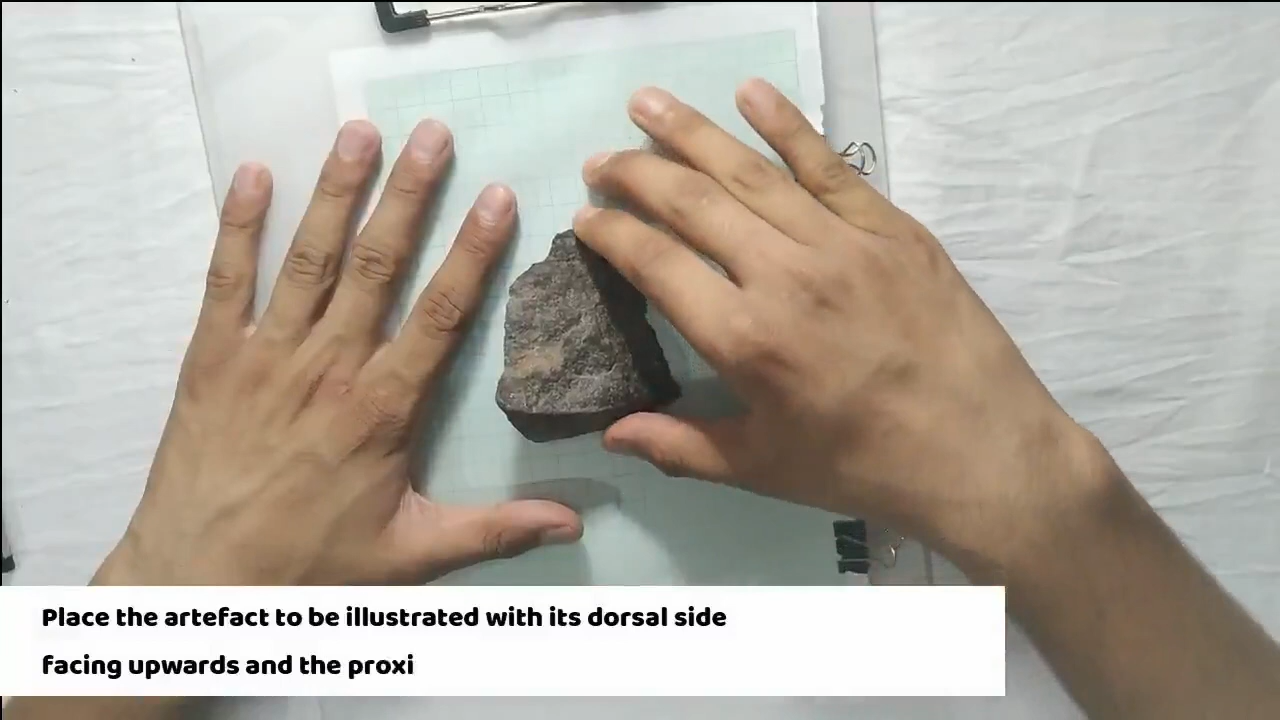 Place the artefact to be illustrated with its dorsal side
facing upwards and the proxi